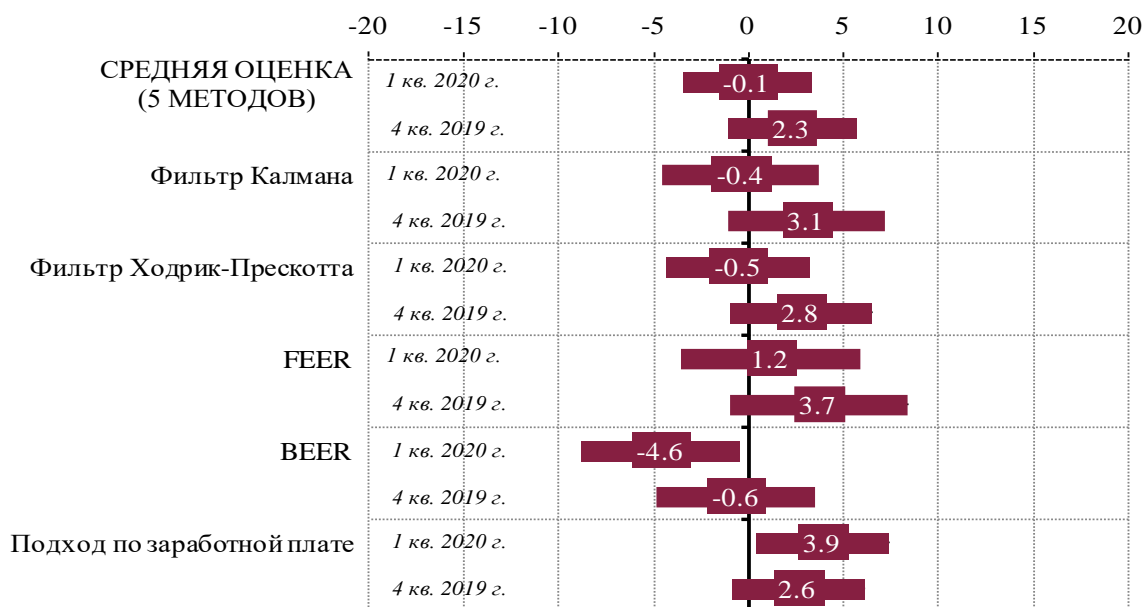 -20 -15 -10 -5 0 5 10 15 20
СРЕДНЯЯ ОЦЕНКА
(5 МЕТОДОВ)
1 кв. 2020 г. -0.1
4 кв. 2019 г. 2.3
Фильтр Калмана 1 кв. 2020 г. -0.4
4 кв. 2019 г. 3.1
Фильтр Ходрик-Прескотта 1 кв. 2020 г. -0.5
4 кв. 2019 г. 2.8
FEER 1 кв. 2020 г. 1.2
4 кв. 2019 г. 3.7
BEER 1 кв. 2020 г. -4.6
4 кв. 2019 г. -0.6
Подход по заработной плате 1 кв. 2020 г. 3.9
4 кв. 2019 г. 2.6